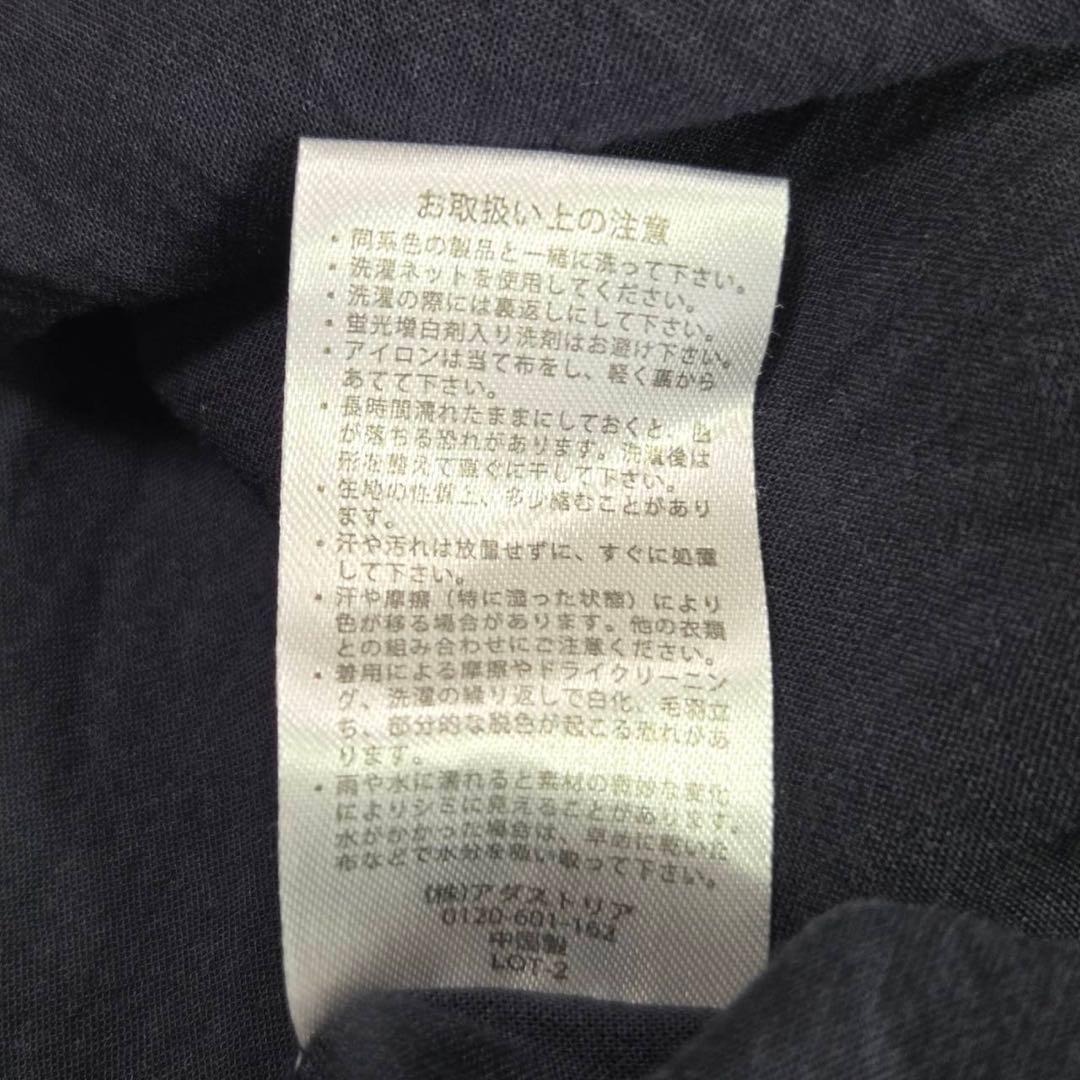 お取扱い上の注意
・同系色の製品と一緒に洗って下さい。
・洗濯ネットを使用してください。
・洗濯の際には裏返しにして下さい。
・蛍光増白剤入り洗剤はお避け下さい。
・アイロンは当て布をし、軽く裏から
あてて下さい。
・長時間濡れたままにしておくと、色
が落ちる恐れがあります。洗濯後は
形を整えて直ぐに干して下さい。
・生地の性質上、多少縮むことがあり
ます。
・汗や汚れは放置せずに、すぐに処置
して下さい。
・汗や摩擦（特に湿った状態）により
色が移る場合があります。他の衣類
との組み合わせにご注意ください。
・着用による摩擦やドライクリーニン
グ、洗濯の繰り返しで白化、毛羽立
ち、部分的な脱色が起こる恐れがあ
ります。
・雨や水に濡れると素材の微妙な変化
によりシミに見えることがあります。
水がかかった場合は、早めに乾いた
布などで水分を吸い取って下さい。
(株)アダストリア
0120-601-162
中国製
LOT-2